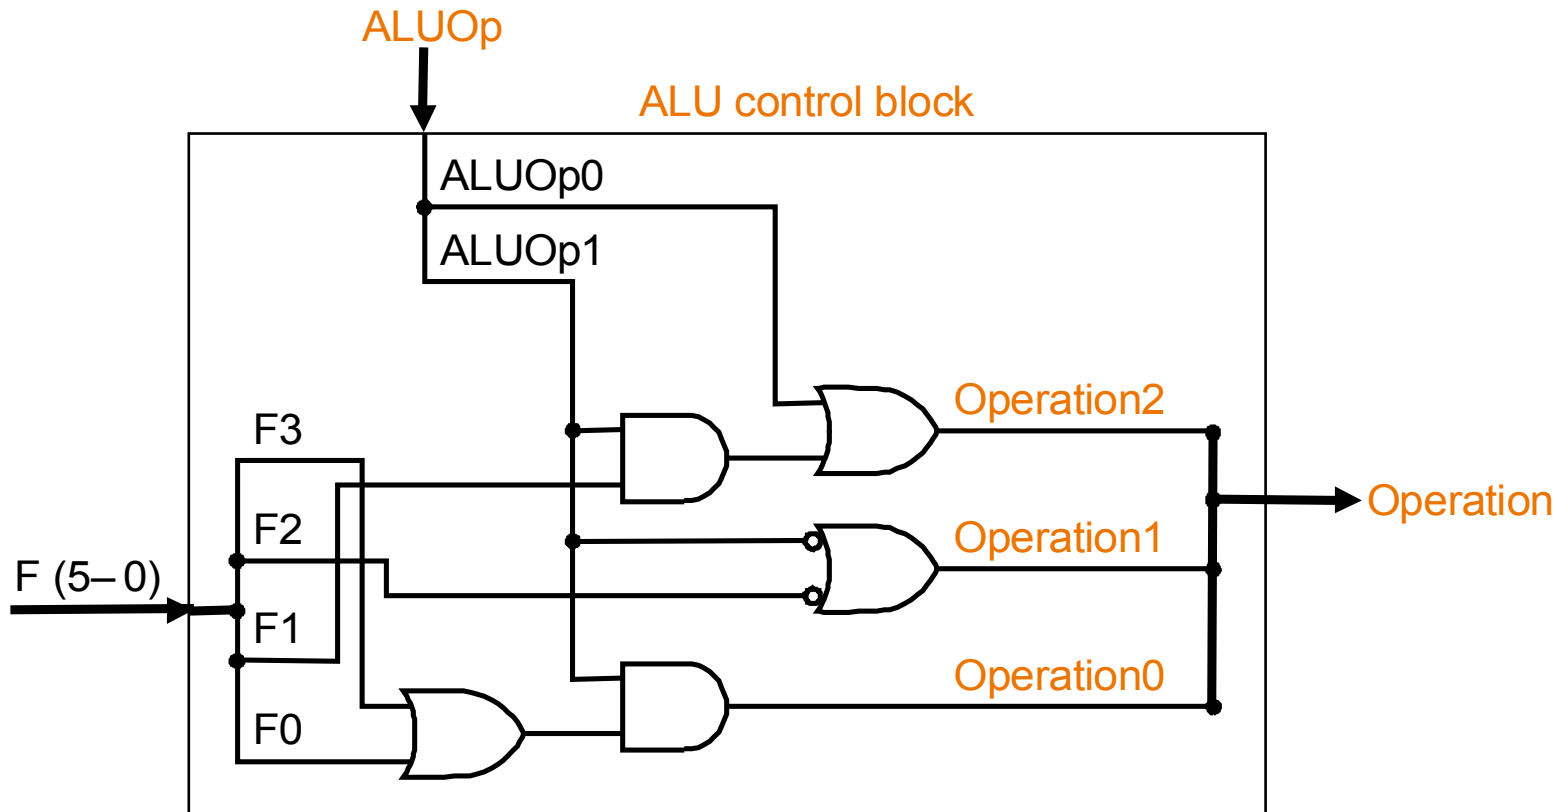 ALUOp
ALU control block
ALUOp0
ALUOp1
Operation2
F3
Operation
F2
Operation1
F (5– 0)
F1
Operation0
F0